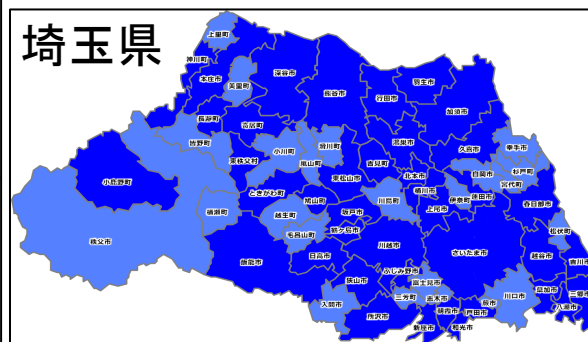 埼玉県
上里町
神川町
本庄市
美里町
深谷市
熊谷市
行田市
羽生市
加須市
長瀞町
寄居町
皆野町
小川町
滑川町
嵐山町
東秩父村
東松山市
吉見町
鴻巣市
久喜市
幸手市
小鹿野町
ときがわ町
鳩山町
北本市
桶川市
白岡市
杉戸町
宮代町
伊奈町
蓮田市
上尾市
川島町
春日部市
横瀬町
越生町
坂戸市
毛呂山町
鶴ヶ島市
秩父市
川越市
さいたま市
松伏町
飯能市
日高市
越谷市
吉川市
ふじみ野市
狭山市
富士見市
入間市
三芳町
志木市
所沢市
朝霞市
新座市
和光市
戸田市
蕨市
川口市
草加市
三郷市
八潮市